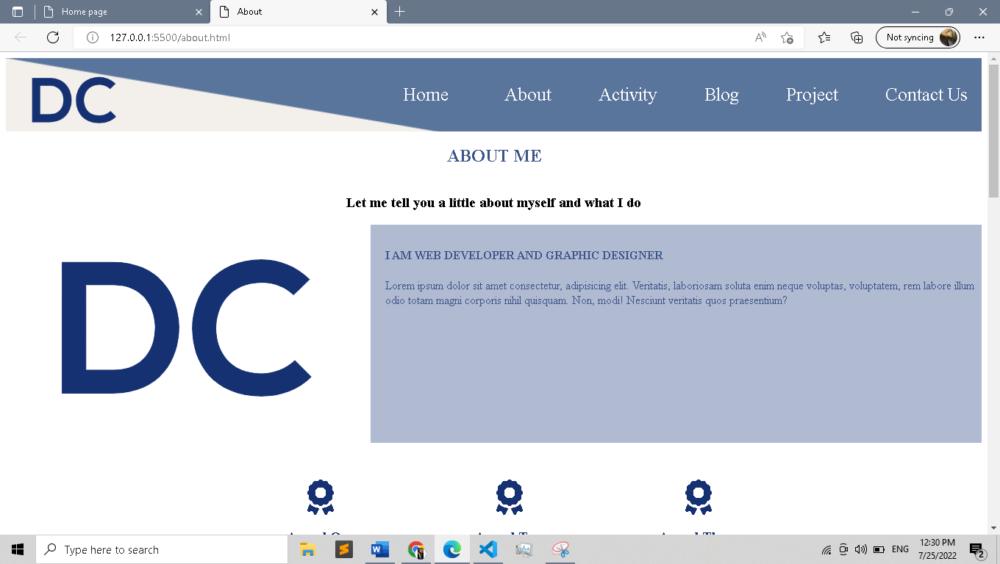 Home page
About
127.0.0.1:5500/about.html
Not syncing
DC
Home About Activity Blog Project Contact Us
ABOUT ME
Let me tell you a little about myself and what I do
DC
I AM WEB DEVELOPER AND GRAPHIC DESIGNER
Lorem ipsum dolor sit amet consectetur, adipisicing elit. Veritatis, laboriosam soluta enim neque voluptas, voluptatem, rem labore illum
odio totam magni corporis nihil quisquam. Non, modi! Nesciunt veritatis quos praesentium?
Type here to search
ENG
12:30 PM
7/25/2022
2